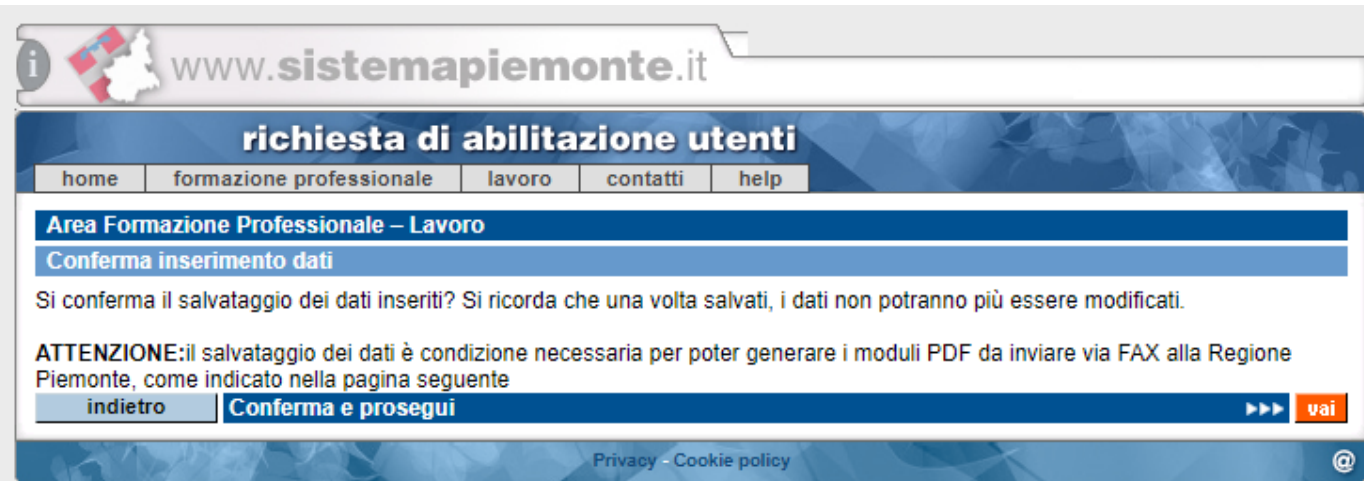 i
www.sistemapiemonte.it
richiesta di abilitazione utenti
home formazione professionale lavoro contatti help
Area Formazione Professionale – Lavoro
Conferma inserimento dati
Si conferma il salvataggio dei dati inseriti? Si ricorda che una volta salvati, i dati non potranno più essere modificati.
ATTENZIONE:il salvataggio dei dati è condizione necessaria per poter generare i moduli PDF da inviare via FAX alla Regione
Piemonte, come indicato nella pagina seguente
indietro Conferma e prosegui vai
Privacy - Cookie policy @